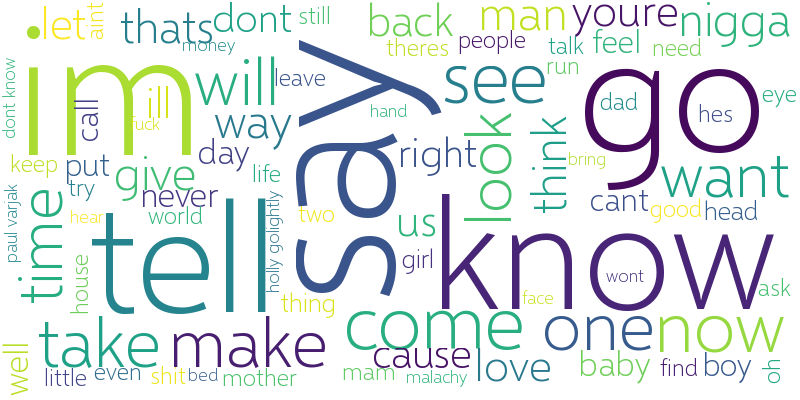 im
say
go
know
tell
let
aint
thats
dont
still
money
back
man
youre
nigga
theres
people
talk
feel
need
run
dont know
call
ill
fuck
will
way
leave
see
hand
dad
hes
eye
keep
put
try
give
day
never
life
right
look
think
bring
want
paul varjak
time
hear
world
holly golightly
two
us
girl
cant
good
head
house
thing
wont
face
ask
take
make
come
cause
one
now
well
little
even
shit
bed
mother
mam
malachy
love
baby
find
boy
oh